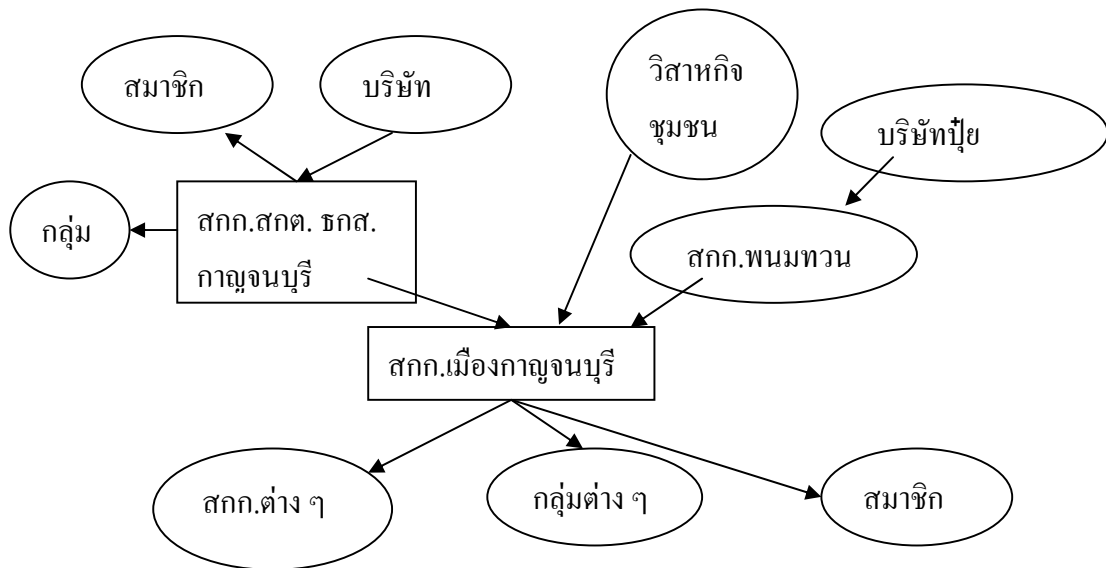 สมาชิก
บริษัท
วิสาหกิจ
ชุมชน
บริษัทปุ๋ย
กลุ่ม
สกก.สกต. ธกส.
กาญจนบุรี
สกก.พนมทวน
สกก.เมืองกาญจนบุรี
สกก.ต่าง ๆ
กลุ่มต่าง ๆ
สมาชิก